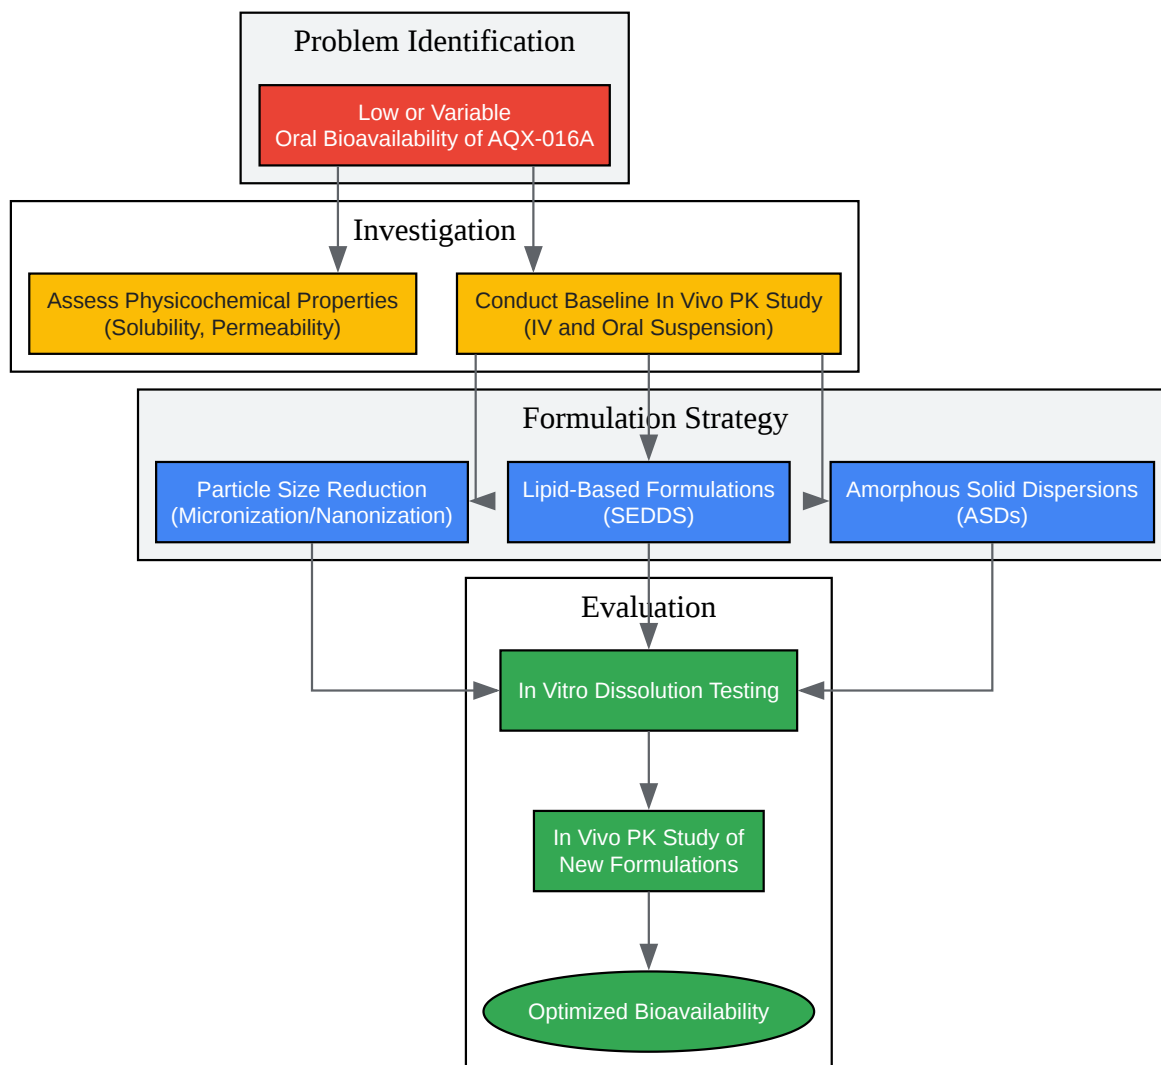 Problem Identification
Low or Variable
Oral Bioavailability of AQX-016A
Investigation
Assess Physicochemical Properties
(Solubility, Permeability)
Conduct Baseline In Vivo PK Study
(IV and Oral Suspension)
Formulation Strategy
Particle Size Reduction
(Micronization/Nanonization)
Lipid-Based Formulations
(SEDDS)
Amorphous Solid Dispersions
(ASDs)
Evaluation
In Vitro Dissolution Testing
In Vivo PK Study of
New Formulations
Optimized Bioavailability